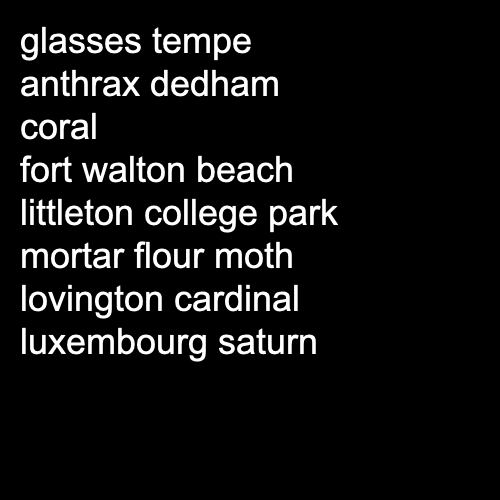 glasses tempe
anthrax dedham
coral
fort walton beach
littleton college park
mortar flour moth
lovington cardinal
luxembourg saturn